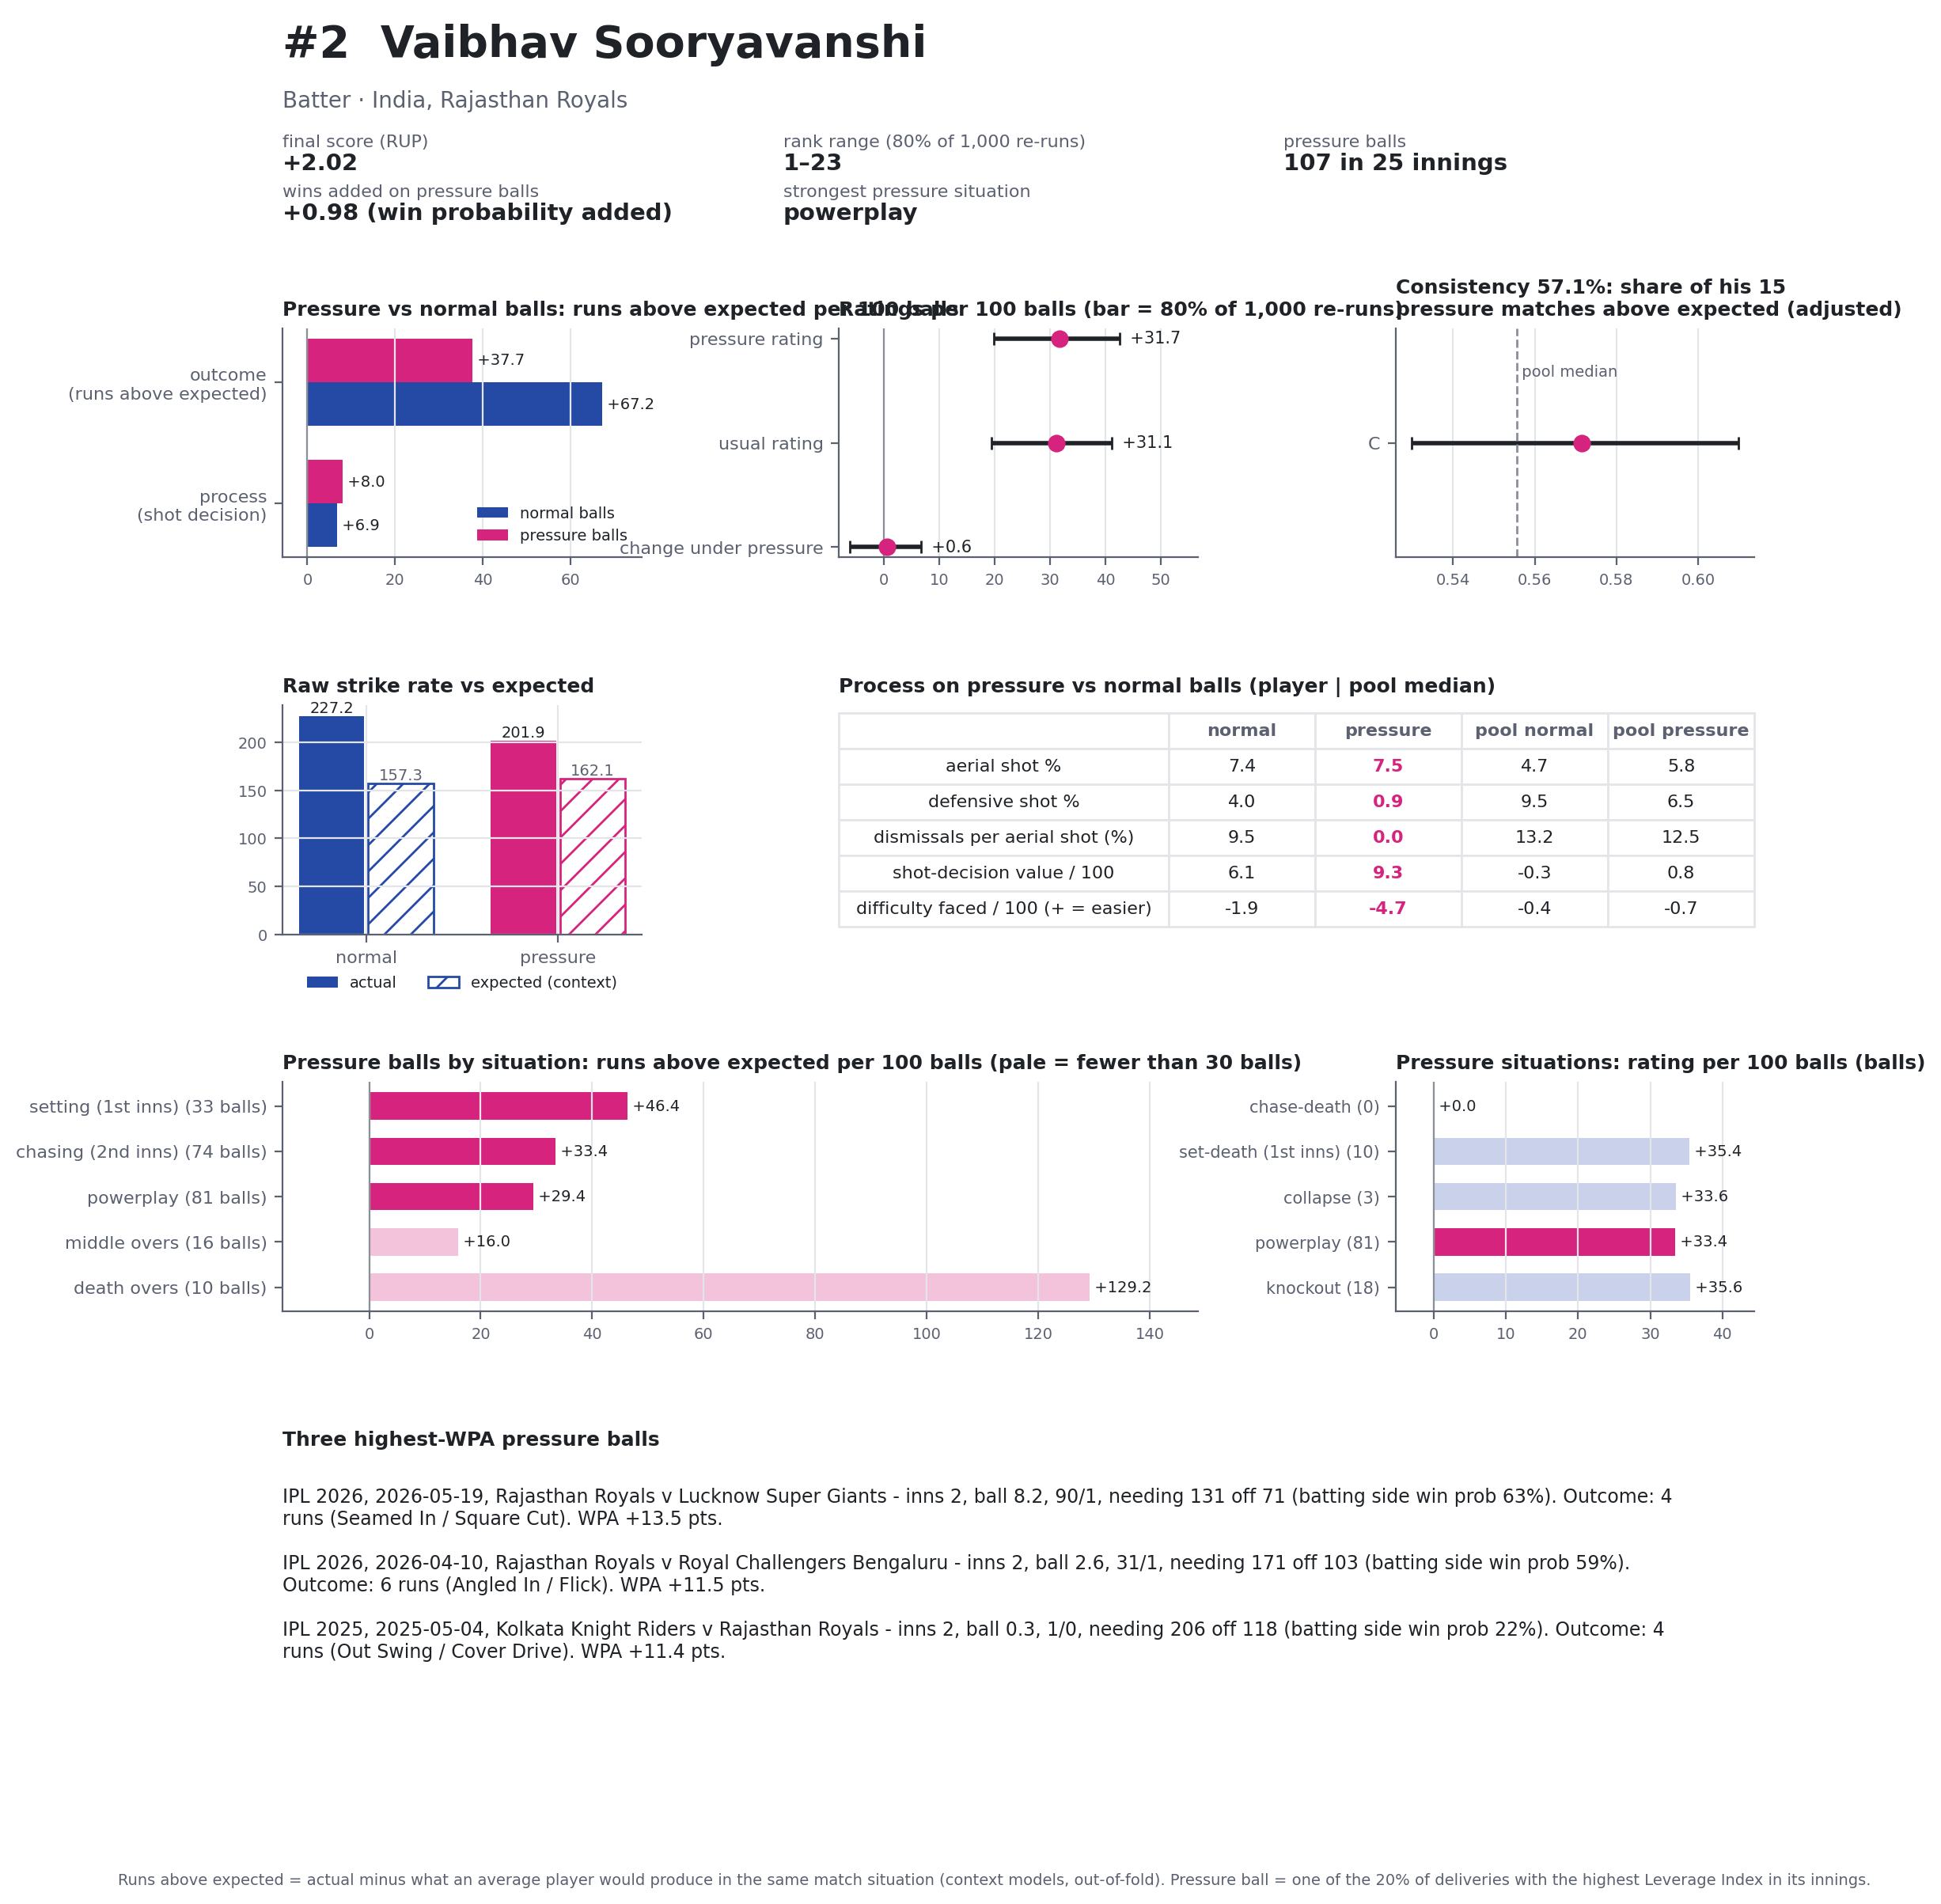 #2 Vaibhav Sooryavanshi
Batter · India, Rajasthan Royals
final score (RUP)
+2.02
rank range (80% of 1,000 re-runs)
1–23
pressure balls
107 in 25 innings
wins added on pressure balls
+0.98 (win probability added)
strongest pressure situation
powerplay
Pressure vs normal balls: runs above expected per 100 balls
outcome
(runs above expected)
+37.7
+67.2
process
(shot decision)
+8.0
+6.9
normal balls
pressure balls
0 20 40 60
Ratings per 100 balls (bar = 80% of 1,000 re-runs)
pressure rating
+31.7
usual rating
+31.1
change under pressure
+0.6
0 10 20 30 40 50
Consistency 57.1%: share of his 15
pressure matches above expected (adjusted)
pool median
C
0.54 0.56 0.58 0.60
Raw strike rate vs expected
227.2
157.3
201.9
162.1
200
150
100
50
0
normal pressure
actual expected (context)
Process on pressure vs normal balls (player | pool median)
normal pressure pool normal pool pressure
aerial shot % 7.4 7.5 4.7 5.8
defensive shot % 4.0 0.9 9.5 6.5
dismissals per aerial shot (%) 9.5 0.0 13.2 12.5
shot-decision value / 100 6.1 9.3 -0.3 0.8
difficulty faced / 100 (+ = easier) -1.9 -4.7 -0.4 -0.7
Pressure balls by situation: runs above expected per 100 balls (pale = fewer than 30 balls)
setting (1st inns) (33 balls) +46.4
chasing (2nd inns) (74 balls) +33.4
powerplay (81 balls) +29.4
middle overs (16 balls) +16.0
death overs (10 balls) +129.2
0 20 40 60 80 100 120 140
Pressure situations: rating per 100 balls (balls)
chase-death (0) +0.0
set-death (1st inns) (10) +35.4
collapse (3) +33.6
powerplay (81) +33.4
knockout (18) +35.6
0 10 20 30 40
Three highest-WPA pressure balls
IPL 2026, 2026-05-19, Rajasthan Royals v Lucknow Super Giants - inns 2, ball 8.2, 90/1, needing 131 off 71 (batting side win prob 63%). Outcome: 4
runs (Seamed In / Square Cut). WPA +13.5 pts.
IPL 2026, 2026-04-10, Rajasthan Royals v Royal Challengers Bengaluru - inns 2, ball 2.6, 31/1, needing 171 off 103 (batting side win prob 59%).
Outcome: 6 runs (Angled In / Flick). WPA +11.5 pts.
IPL 2025, 2025-05-04, Kolkata Knight Riders v Rajasthan Royals - inns 2, ball 0.3, 1/0, needing 206 off 118 (batting side win prob 22%). Outcome: 4
runs (Out Swing / Cover Drive). WPA +11.4 pts.
Runs above expected = actual minus what an average player would produce in the same match situation (context models, out-of-fold). Pressure ball = one of the 20% of deliveries with the highest Leverage Index in its innings.